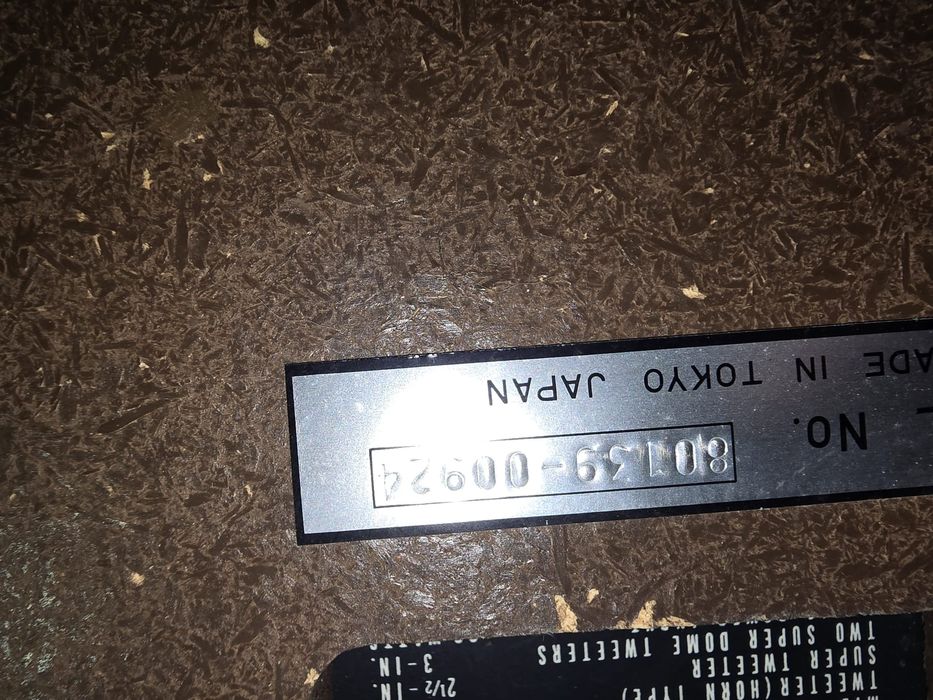 TWEETER(HORN TYPE)
SUPER TWEETER 2½-IN.
TWO SUPER DOME TWEETERS 3-IN.
No. 80139-00924
ADE IN TOKYO JAPAN